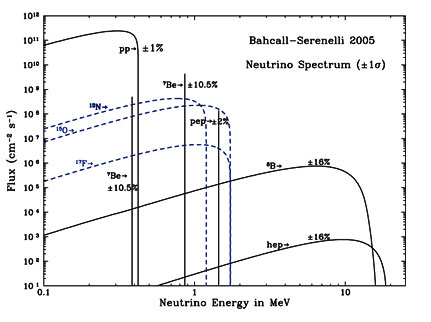 Bahcall-Serenelli 2005
Neutrino Spectrum (±1σ)
Flux (cm⁻² s⁻¹)
10¹²
10¹¹
10¹⁰
10⁹
10⁸
10⁷
10⁶
10⁵
10⁴
10³
10²
10¹
pp→ ±1%
⁷Be→ ±10.5%
¹³N→
pep→ ±2%
¹⁵O→
¹⁷F→
⁷Be→
±10.5%
⁸B→ ±16%
hep→ ±16%
0.1
1
10
Neutrino Energy in MeV